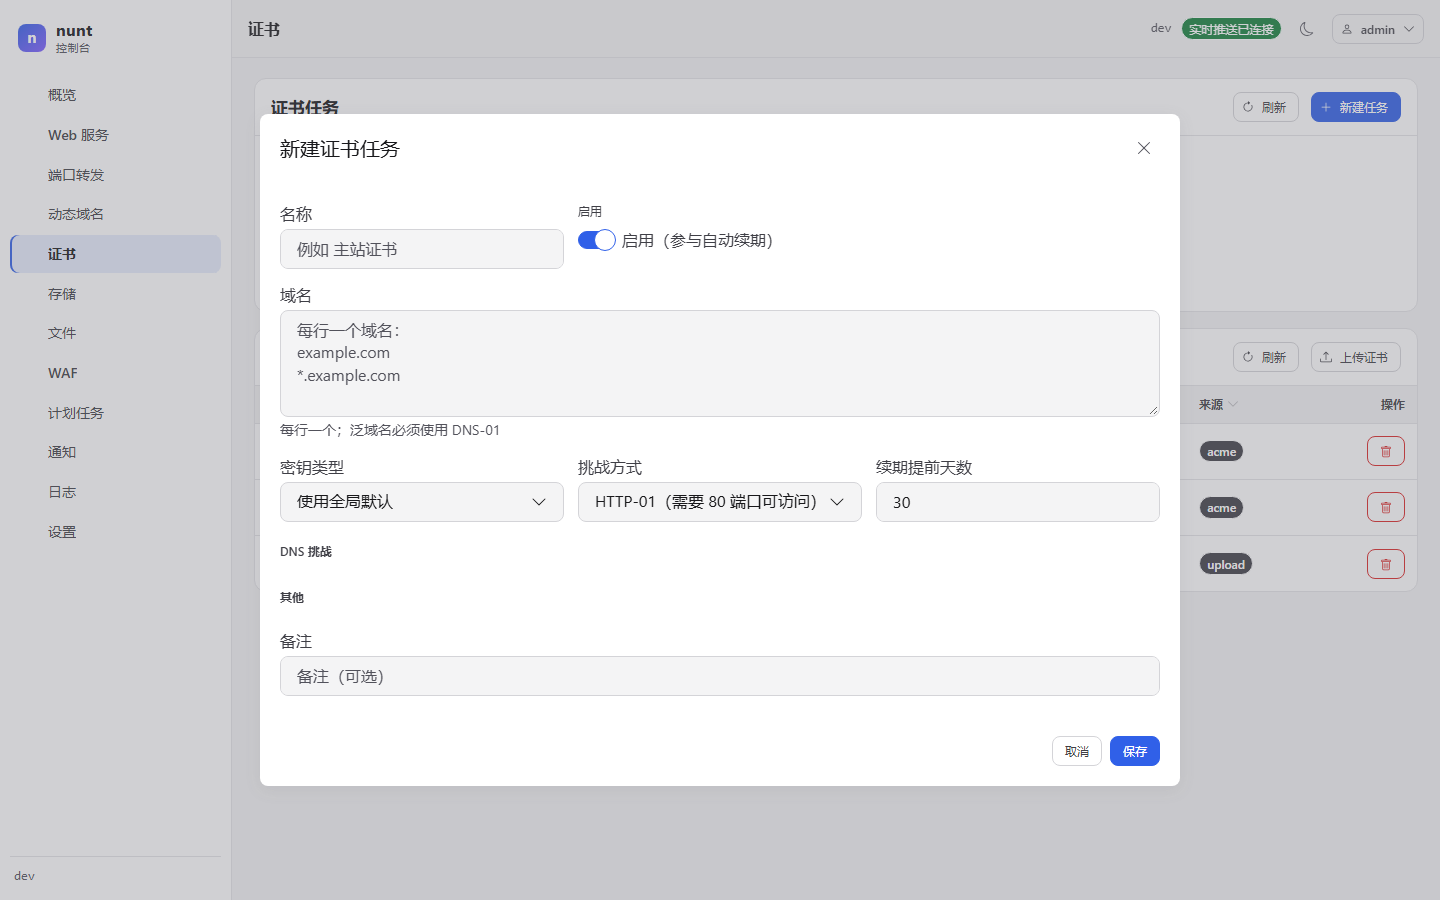 n
nunt
控制台
概览
Web 服务
端口转发
动态域名
证书
存储
文件
WAF
计划任务
通知
日志
设置
dev
证书
dev
实时推送已连接
admin
证书任务
刷新
新建任务
新建证书任务
名称
例如 主站证书
启用
启用（参与自动续期）
域名
每行一个域名：
example.com
*.example.com
每行一个；泛域名必须使用 DNS-01
密钥类型
使用全局默认
挑战方式
HTTP-01（需要 80 端口可访问）
续期提前天数
30
DNS 挑战
其他
备注
备注（可选）
取消
保存
刷新
上传证书
来源
操作
acme
acme
upload